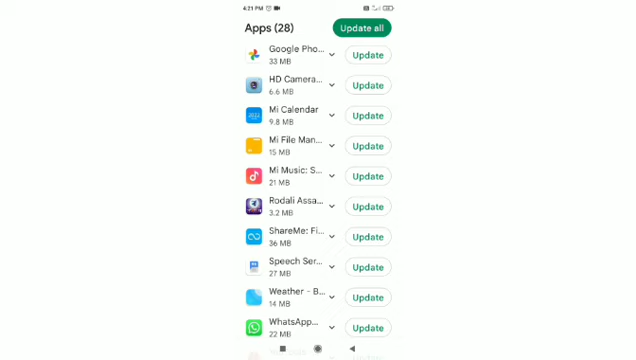 4:21 PM
Apps (28)
Update all
Google Pho...
33 MB
Update
HD Camera...
6.6 MB
Update
Mi Calendar
9.8 MB
Update
Mi File Man...
15 MB
Update
Mi Music: S...
21 MB
Update
Rodali Assa...
3.2 MB
Update
ShareMe: Fi...
36 MB
Update
Speech Ser...
27 MB
Update
Weather - B...
14 MB
Update
WhatsApp...
22 MB
Update